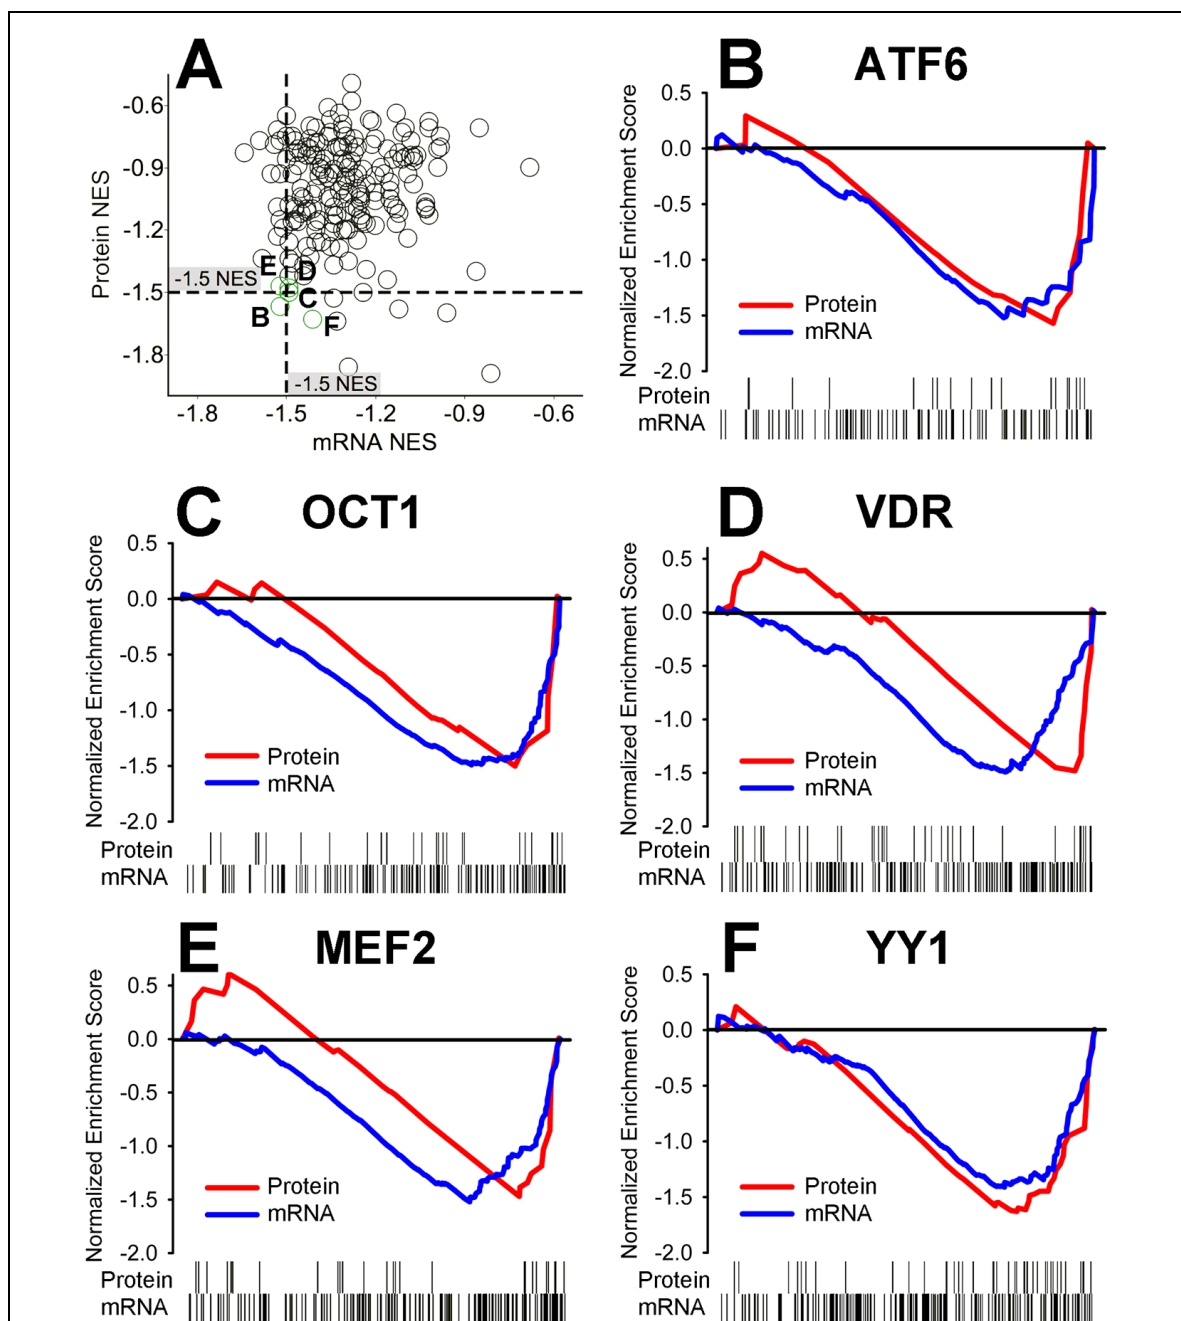 A
Protein NES
-0.6
-0.9
-1.2
-1.5
-1.8
-1.5 NES
E
D
C
B
F
-1.5 NES
-1.8
-1.5
-1.2
-0.9
-0.6
mRNA NES
B
ATF6
Normalized Enrichment Score
0.5
0.0
-0.5
-1.0
-1.5
-2.0
Protein
mRNA
Protein
mRNA
C
OCT1
Normalized Enrichment Score
0.5
0.0
-0.5
-1.0
-1.5
-2.0
Protein
mRNA
Protein
mRNA
D
VDR
Normalized Enrichment Score
0.5
0.0
-0.5
-1.0
-1.5
-2.0
Protein
mRNA
Protein
mRNA
E
MEF2
Normalized Enrichment Score
0.5
0.0
-0.5
-1.0
-1.5
-2.0
Protein
mRNA
Protein
mRNA
F
YY1
Normalized Enrichment Score
0.5
0.0
-0.5
-1.0
-1.5
-2.0
Protein
mRNA
Protein
mRNA